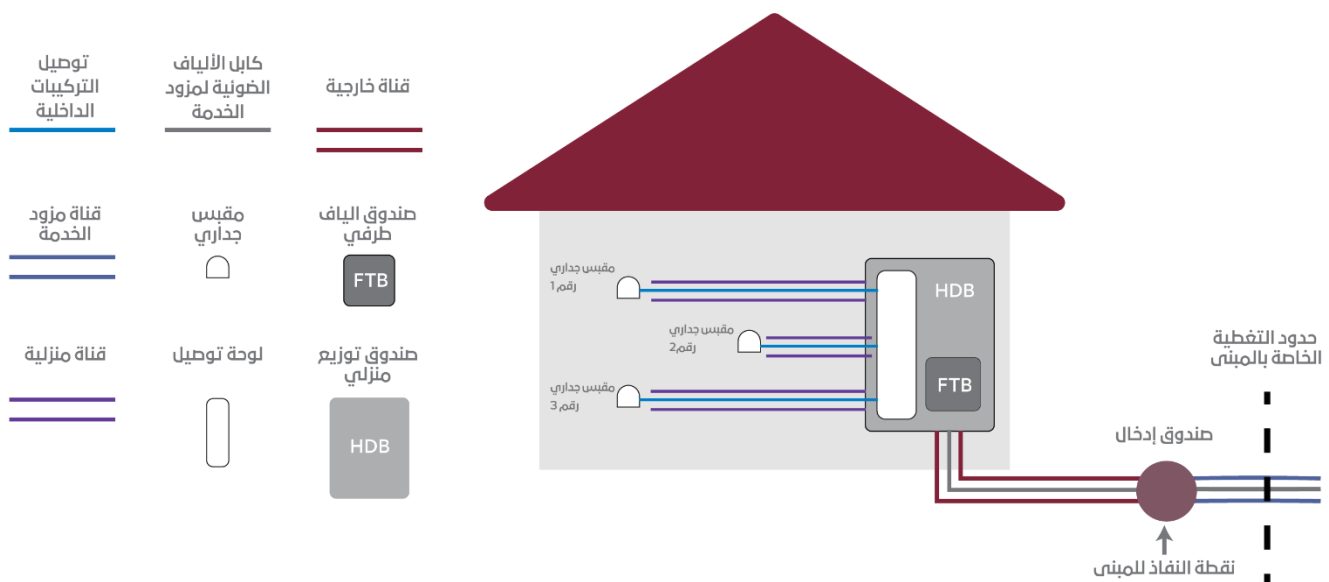 قناة خارجية
كابل الألياف
الضوئية لمزود
الخدمة
توصيل
التركيبات
الداخلية
صندوق الياف
طرفي
FTB
مقبس
جداري
قناة مزود
الخدمة
صندوق توزيع
منزلي
HDB
لوحة توصيل
قناة منزلية
HDB
FTB
مقبس جداري
رقم 1
مقبس جداري
رقم2
مقبس جداري
رقم 3
حدود التغطية
الخاصة بالمبنى
صندوق إدخال
نقطة النفاذ للمبنى